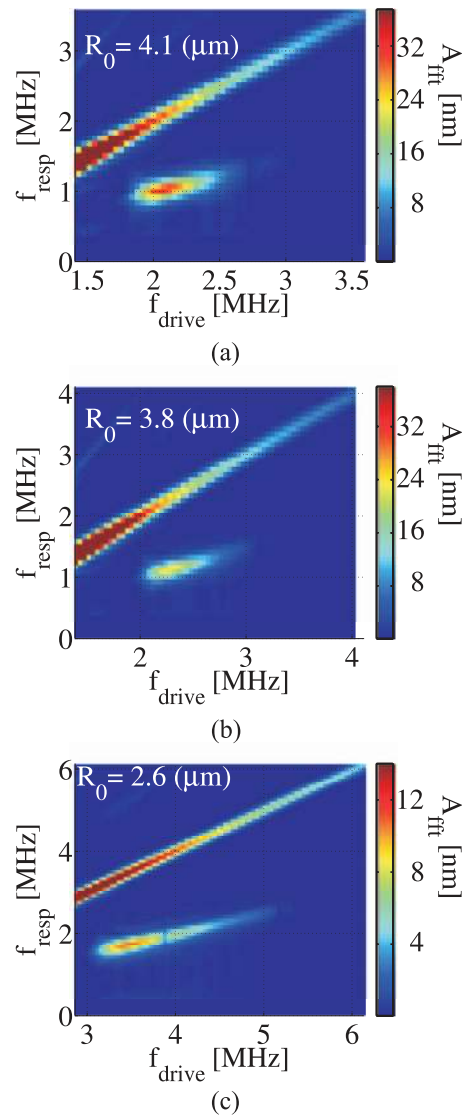 R0= 4.1 (μm)
fresp [MHz]
3
2
1
0
1.5 2 2.5 3 3.5
fdrive [MHz]
32
24
16
8
Afft [nm]
(a)
R0= 3.8 (μm)
fresp [MHz]
4
3
2
1
0
2 3 4
fdrive [MHz]
32
24
16
8
Afft [nm]
(b)
R0= 2.6 (μm)
fresp [MHz]
6
4
2
0
3 4 5 6
fdrive [MHz]
12
8
4
Afft [nm]
(c)